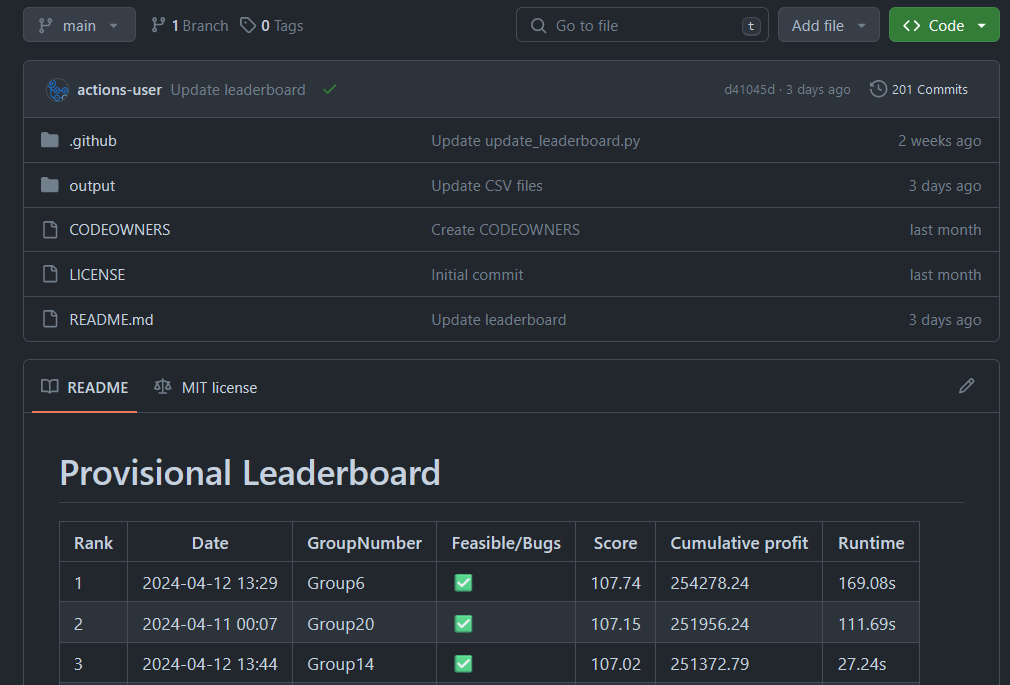 main 1 Branch 0 Tags Go to file t Add file Code
actions-user Update leaderboard d41045d · 3 days ago 201 Commits
.github Update update_leaderboard.py 2 weeks ago
output Update CSV files 3 days ago
CODEOWNERS Create CODEOWNERS last month
LICENSE Initial commit last month
README.md Update leaderboard 3 days ago
README MIT license
Provisional Leaderboard
Rank Date GroupNumber Feasible/Bugs Score Cumulative profit Runtime
1 2024-04-12 13:29 Group6 ✅ 107.74 254278.24 169.08s
2 2024-04-11 00:07 Group20 ✅ 107.15 251956.24 111.69s
3 2024-04-12 13:44 Group14 ✅ 107.02 251372.79 27.24s